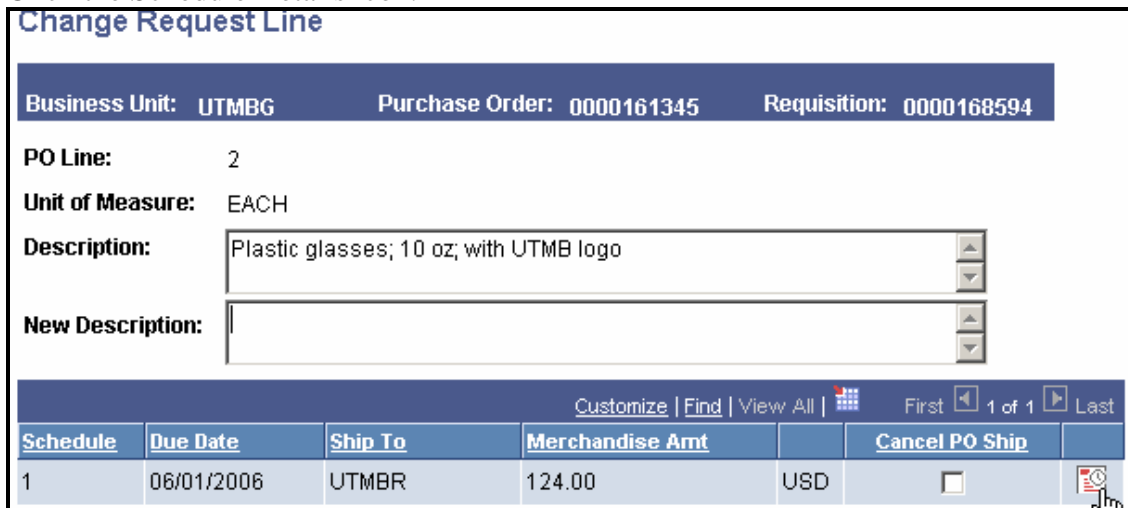 Change Request Line
Business Unit: UTMBG Purchase Order: 0000161345 Requisition: 0000168594
PO Line: 2
Unit of Measure: EACH
Description: Plastic glasses; 10 oz; with UTMB logo
New Description:
Customize | Find | View All | First 1 of 1 Last
Schedule Due Date Ship To Merchandise Amt Cancel PO Ship
1 06/01/2006 UTMBR 124.00 USD